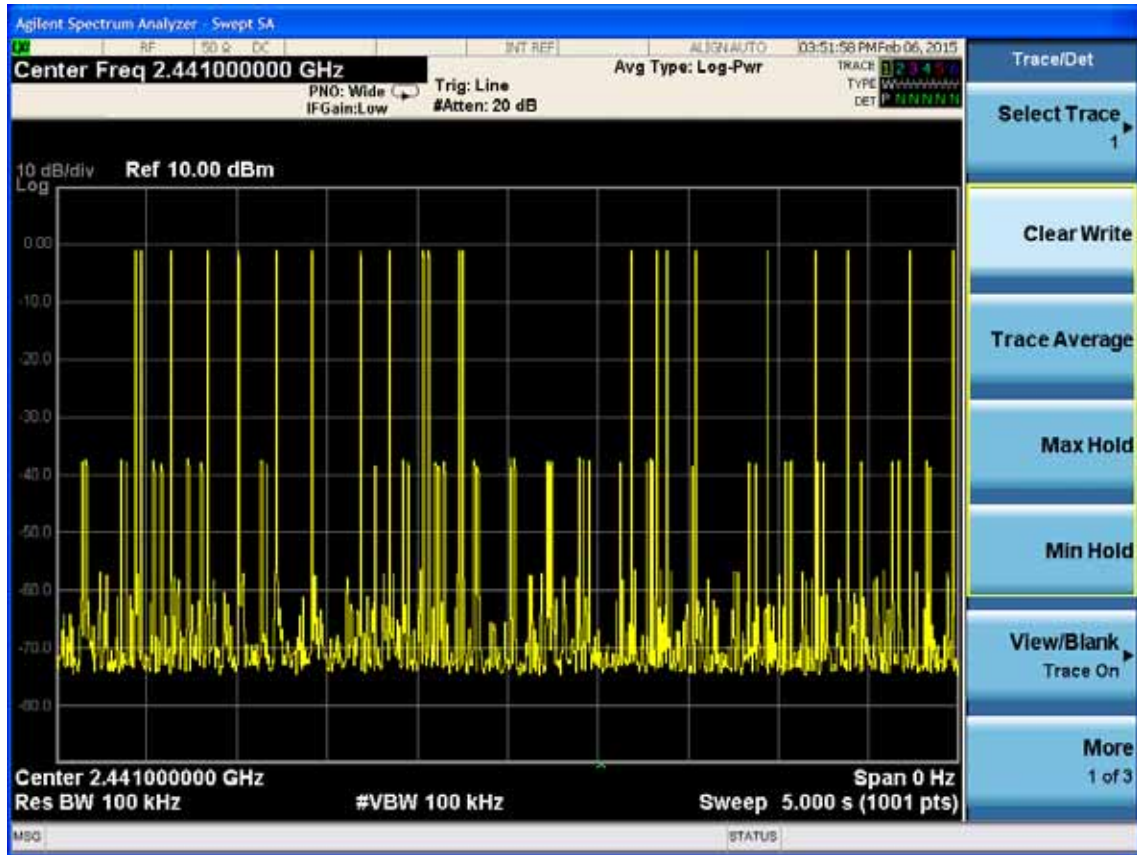 Agilent Spectrum Analyzer - Swept SA
RF 50 Ω DC INT REF ALIGN AUTO 03:51:58 PM Feb 06, 2015
Center Freq 2.441000000 GHz
PNO: Wide
IFGain:Low
Trig: Line
#Atten: 20 dB
Avg Type: Log-Pwr
TRACE 1 2 3 4 5 6
TYPE
DET P N N N N N
10 dB/div
Log
Ref 10.00 dBm
0.00
-10.0
-20.0
-30.0
-40.0
-50.0
-60.0
-70.0
-80.0
Center 2.441000000 GHz
Span 0 Hz
Res BW 100 kHz
#VBW 100 kHz
Sweep 5.000 s (1001 pts)
MSG
STATUS
Trace/Det
Select Trace
1
Clear Write
Trace Average
Max Hold
Min Hold
View/Blank
Trace On
More
1 of 3